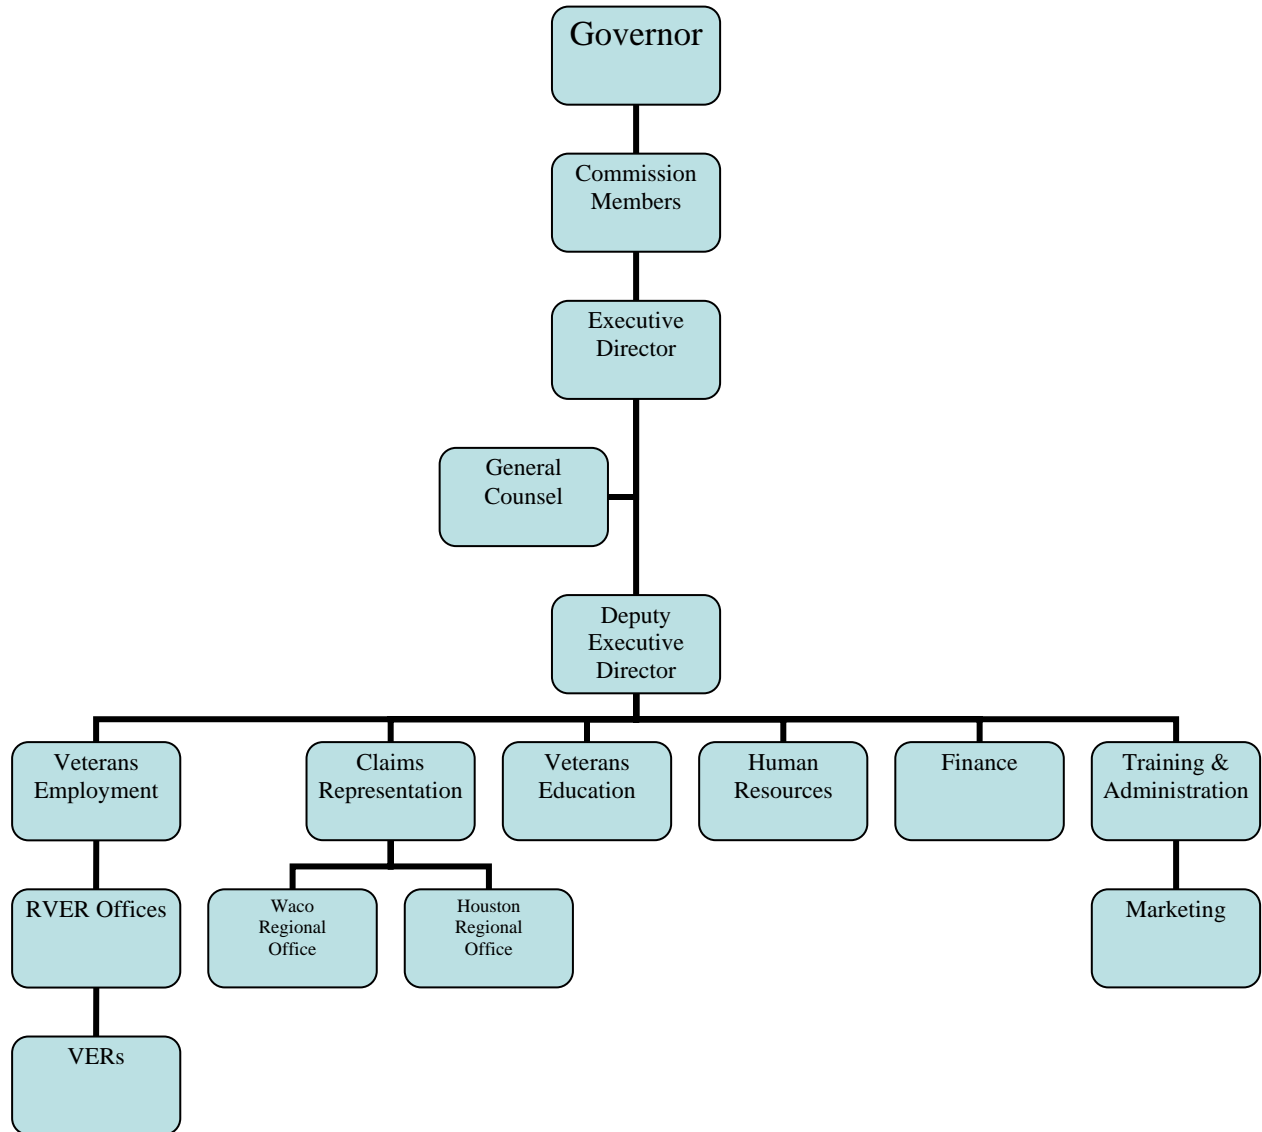 Governor
Commission
Members
Executive
Director
General
Counsel
Deputy
Executive
Director
Veterans
Employment
Claims
Representation
Veterans
Education
Human
Resources
Finance
Training &
Administration
RVER Offices
Waco
Regional
Office
Houston
Regional
Office
Marketing
VERs